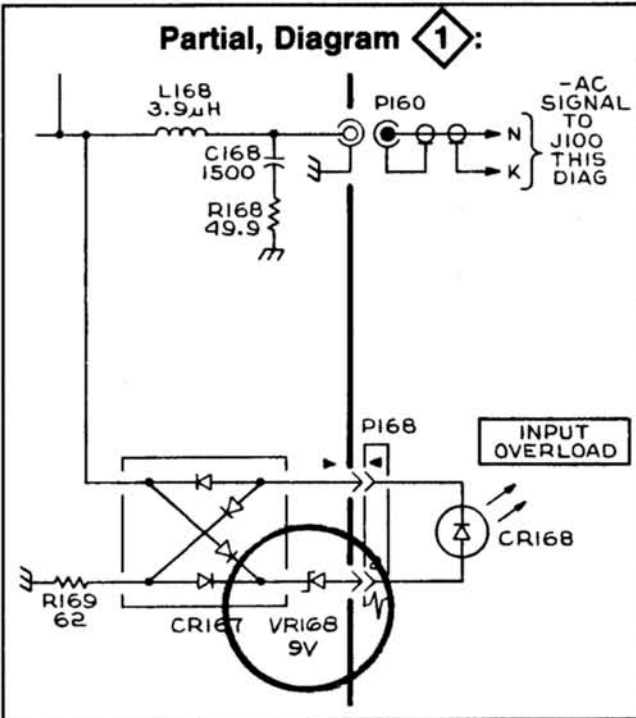 Partial, Diagram 1:
L168
3.9μH
P160
-AC
SIGNAL
TO
J100
THIS
DIAG
N
K
C168
1500
R168
49.9
P168
INPUT
OVERLOAD
CR168
2
R169
62
CR167
VR168
9V